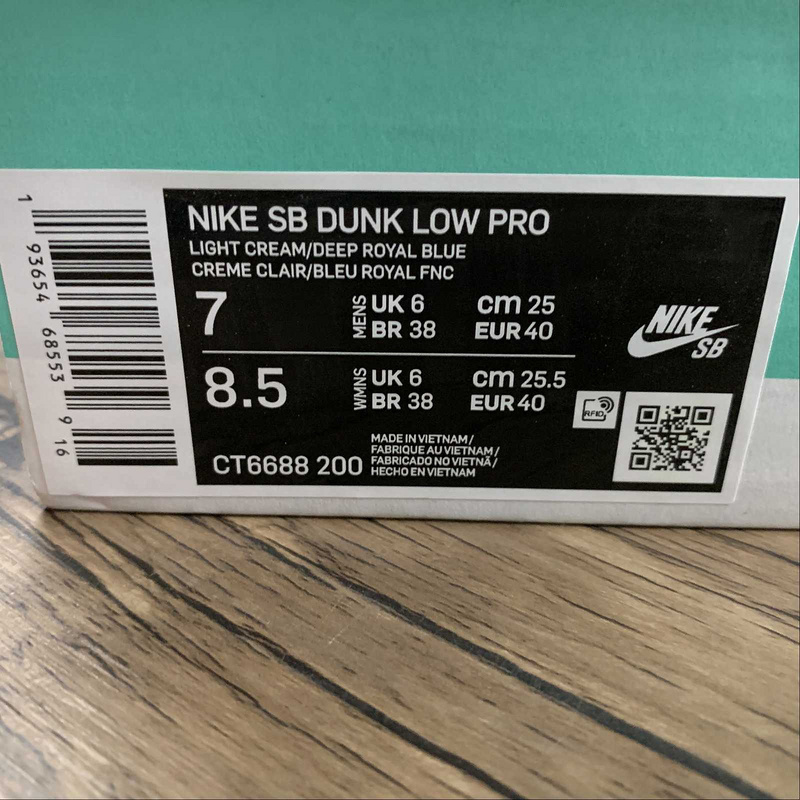 1 93654 68553 9 16
NIKE SB DUNK LOW PRO
LIGHT CREAM/DEEP ROYAL BLUE
CREME CLAIR/BLEU ROYAL FNC
7 MENS UK 6 cm 25
BR 38 EUR 40
8.5 WMNS UK 6 cm 25.5
BR 38 EUR 40
CT6688 200
MADE IN VIETNAM/
FABRIQUE AU VIETNAM/
FABRICADO NO VIETNÃ/
HECHO EN VIETNAM
NIKE
SB
RFID